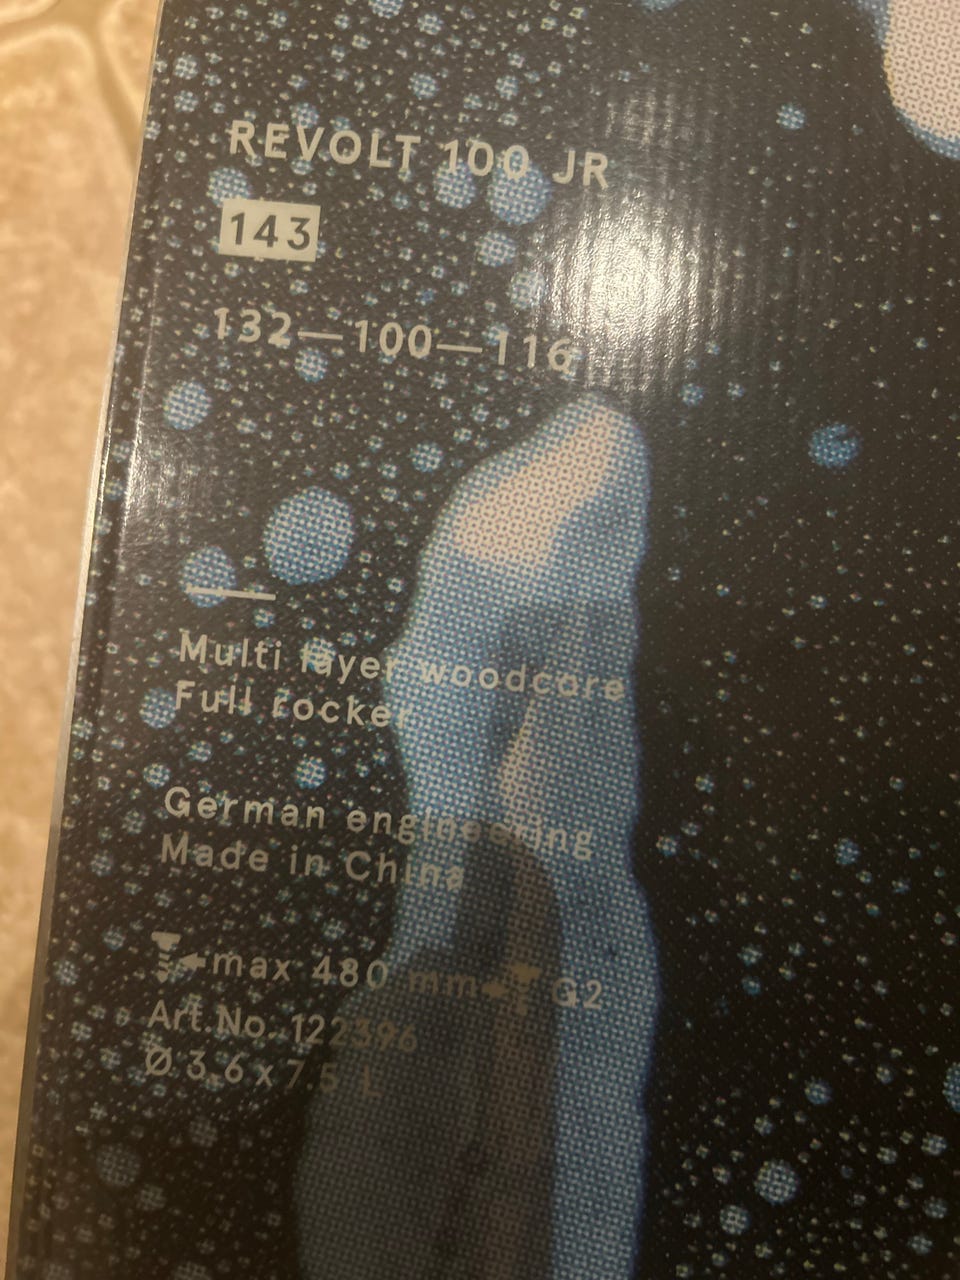 REVOLT 100 JR
143
132—100—116
Multi layer woodcore
Full rocker
German engineering
Made in China
max 480 mm G2
Art.No. 122396
Ø 3.6 x 7.5 L